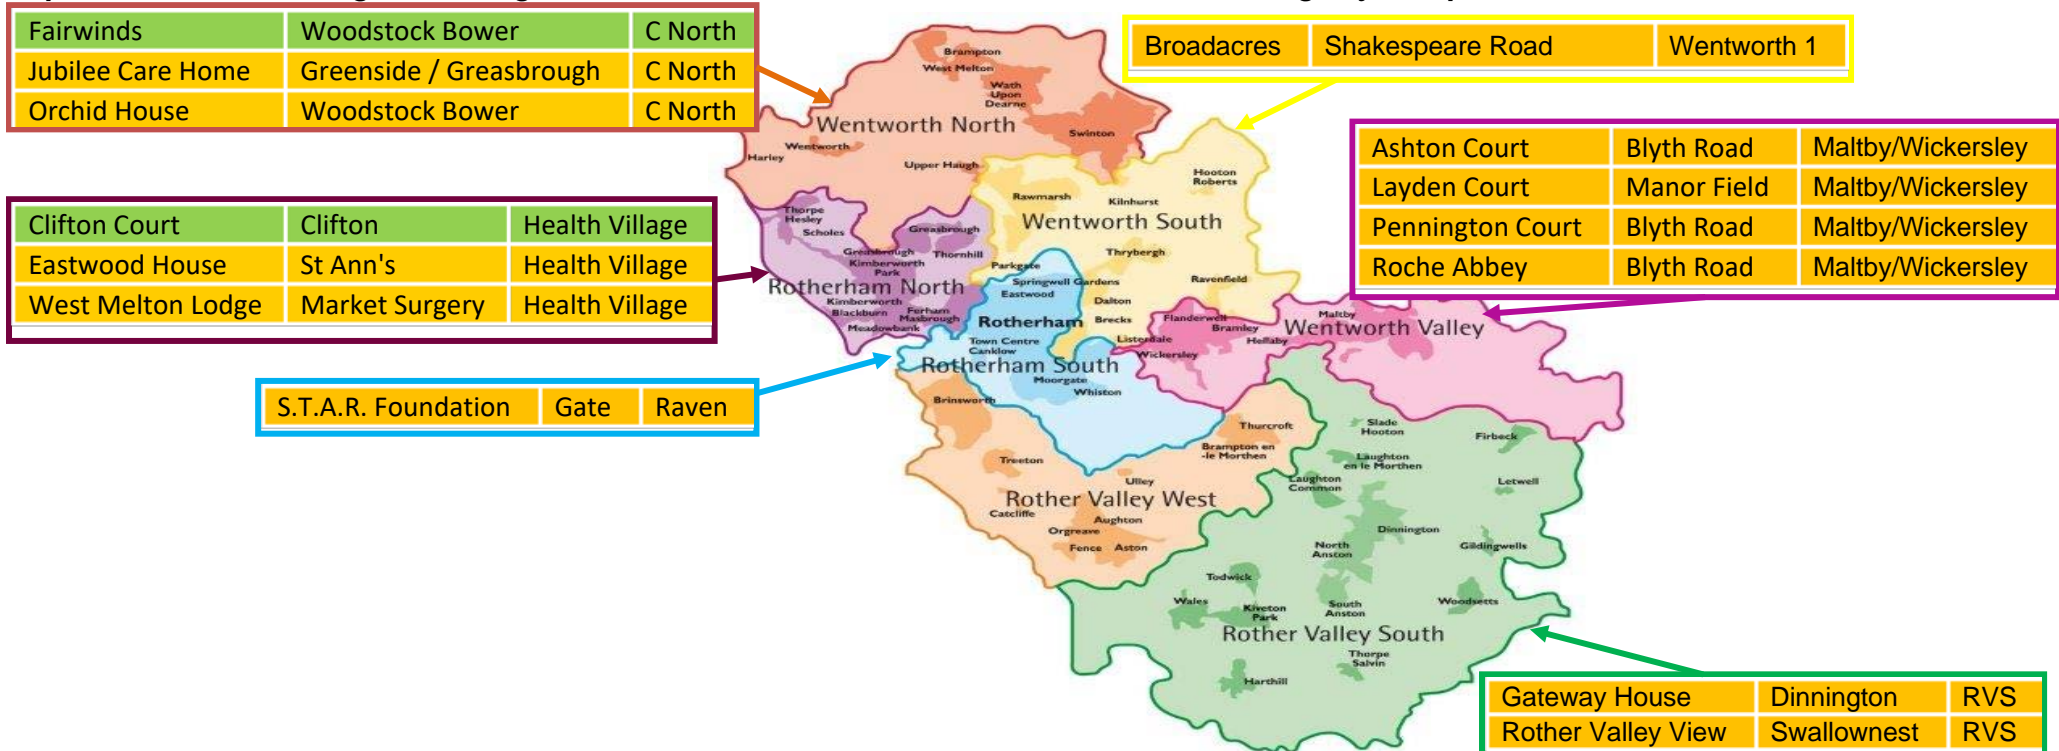 Fairwinds Woodstock Bower C North
Jubilee Care Home Greenside / Greasbrough C North
Orchid House Woodstock Bower C North
Broadacres Shakespeare Road Wentworth 1
Ashton Court Blyth Road Maltby/Wickersley
Layden Court Manor Field Maltby/Wickersley
Pennington Court Blyth Road Maltby/Wickersley
Roche Abbey Blyth Road Maltby/Wickersley
Clifton Court Clifton Health Village
Eastwood House St Ann's Health Village
West Melton Lodge Market Surgery Health Village
S.T.A.R. Foundation Gate Raven
Brampton
West Melton
Wath
Upon
Dearne
Wentworth North
Swinton
Wentworth
Harley
Upper Haugh
Hooton
Roberts
Rawmarsh
Kilnhurst
Wentworth South
Thorpe
Hesley
Scholes
Greasbrough
Greasbrough
Thornhill
Kimberworth
Park
Thrybergh
Parkgate
Rotherham North
Springwell Gardens
Eastwood
Ravenfield
Kimberworth
Blackburn
Ferham
Masbrough
Meadowbank
Dalton
Rotherham
Brecks
Flanderwell
Bramley
Maltby
Wentworth Valley
Hellaby
Listerdale
Wickersley
Town Centre
Canklow
Rotherham South
Moorgate
Whiston
Brinsworth
Thurcroft
Brampton en
-le Morthen
Slade
Hooton
Firbeck
Laughton
en le Morthen
Laughton
Common
Letwell
Treeton
Ulley
Rother Valley West
Catcliffe
Aughton
Orgreave
Fence
Aston
Dinnington
North
Anston
Gildingwells
Todwick
Wales
Kiveton
Park
South
Anston
Woodsetts
Rother Valley South
Thorpe
Salvin
Harthill
Gateway House Dinnington RVS
Rother Valley View Swallownest RVS